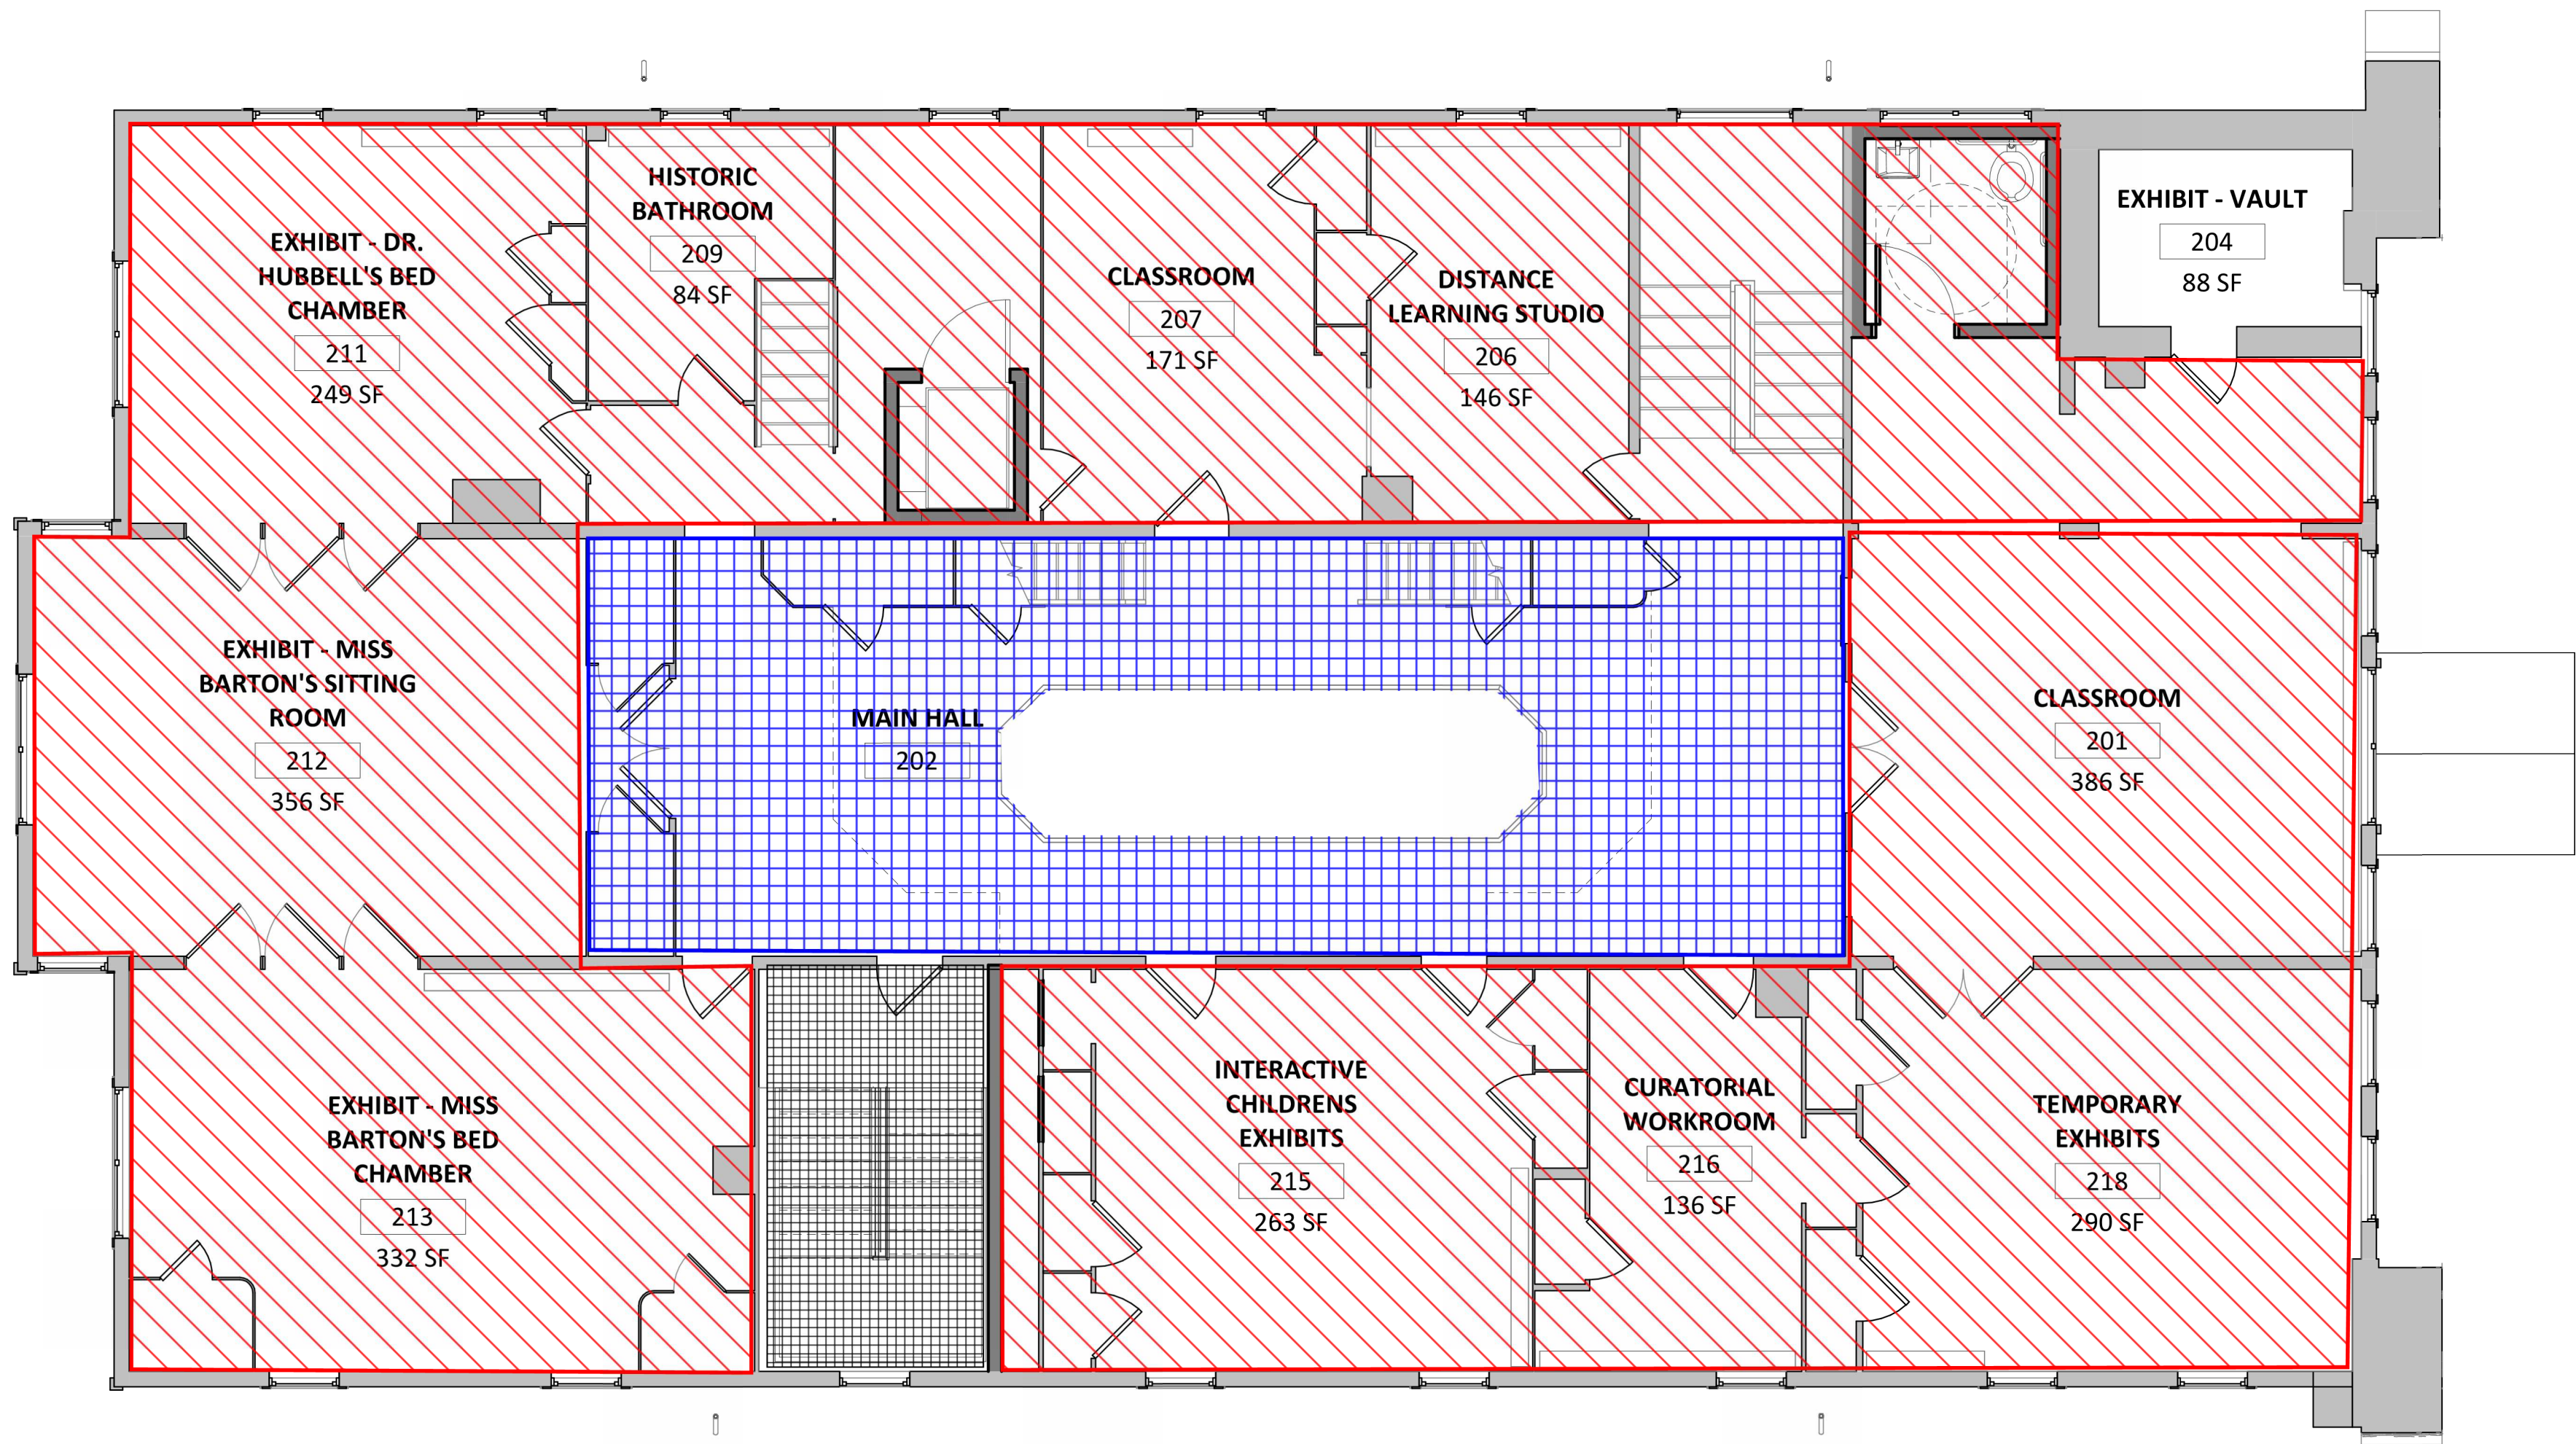 HISTORIC
BATHROOM
209
84 SF
EXHIBIT - VAULT
204
88 SF
EXHIBIT - DR.
HUBBELL'S BED
CHAMBER
211
249 SF
CLASSROOM
207
171 SF
DISTANCE
LEARNING STUDIO
206
146 SF
EXHIBIT - MISS
BARTON'S SITTING
ROOM
212
356 SF
MAIN HALL
202
CLASSROOM
201
386 SF
EXHIBIT - MISS
BARTON'S BED
CHAMBER
213
332 SF
INTERACTIVE
CHILDRENS
EXHIBITS
215
263 SF
CURATORIAL
WORKROOM
216
136 SF
TEMPORARY
EXHIBITS
218
290 SF